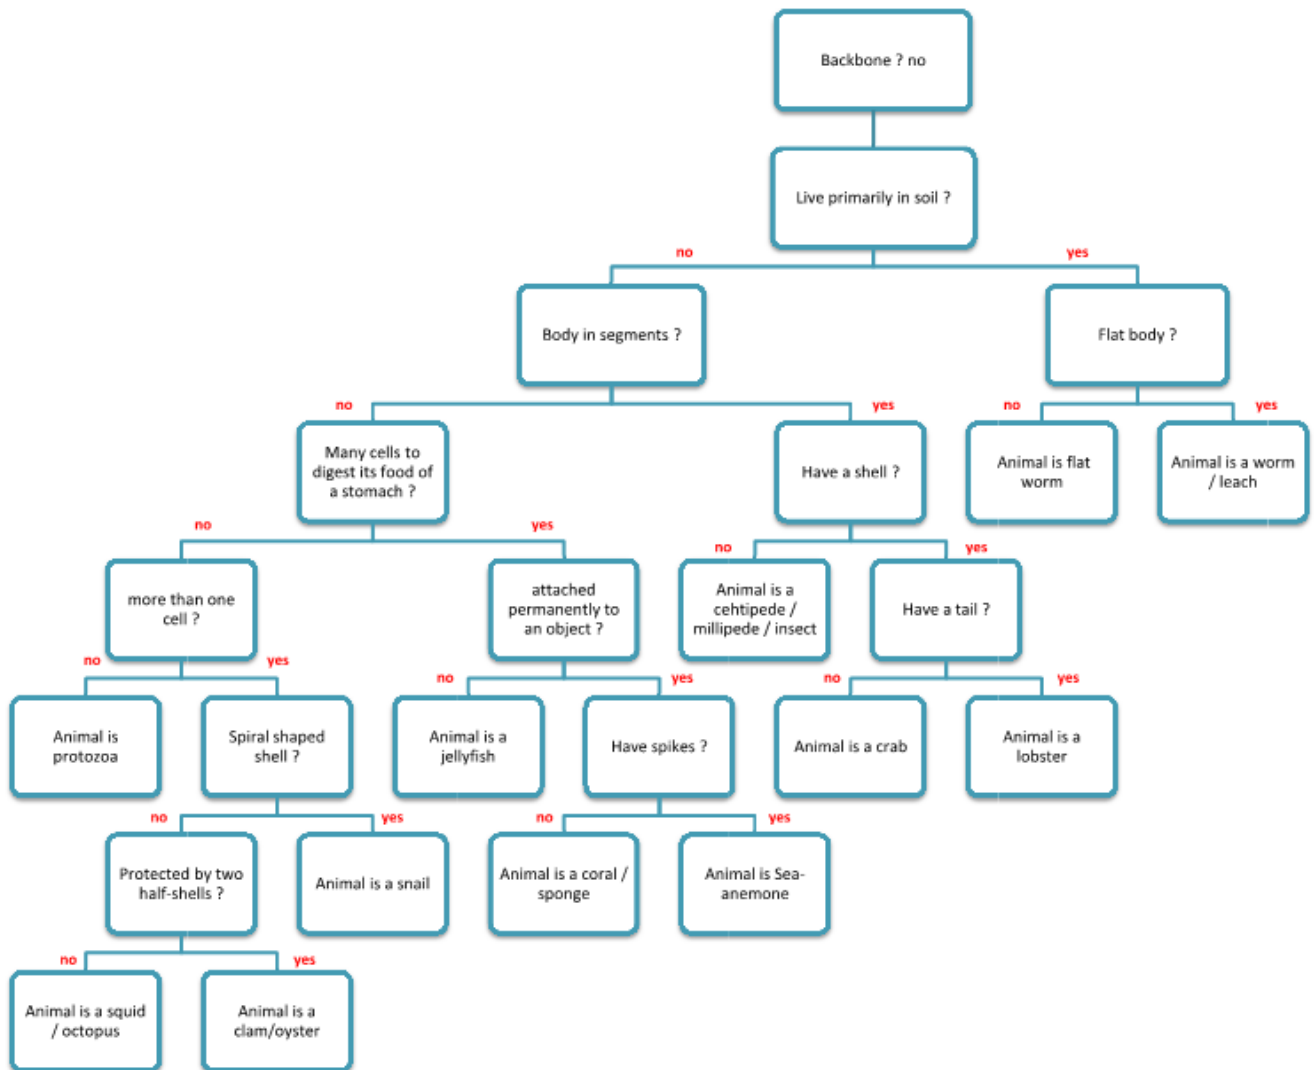 Backbone ? no
Live primarily in soil ?
no
yes
Body in segments ?
Flat body ?
no
yes
no
yes
Many cells to
digest its food of
a stomach ?
Have a shell ?
Animal is flat
worm
Animal is a worm
/ leach
no
yes
no
yes
more than one
cell ?
attached
permanently to
an object ?
Animal is a
cehtipede /
millipede / insect
Have a tail ?
no
yes
no
yes
no
yes
Animal is
protozoa
Spiral shaped
shell ?
Animal is a
jellyfish
Have spikes ?
Animal is a crab
Animal is a
lobster
no
yes
no
yes
Protected by two
half-shells ?
Animal is a snail
Animal is a coral /
sponge
Animal is Sea-
anemone
no
yes
Animal is a squid
/ octopus
Animal is a
clam/oyster